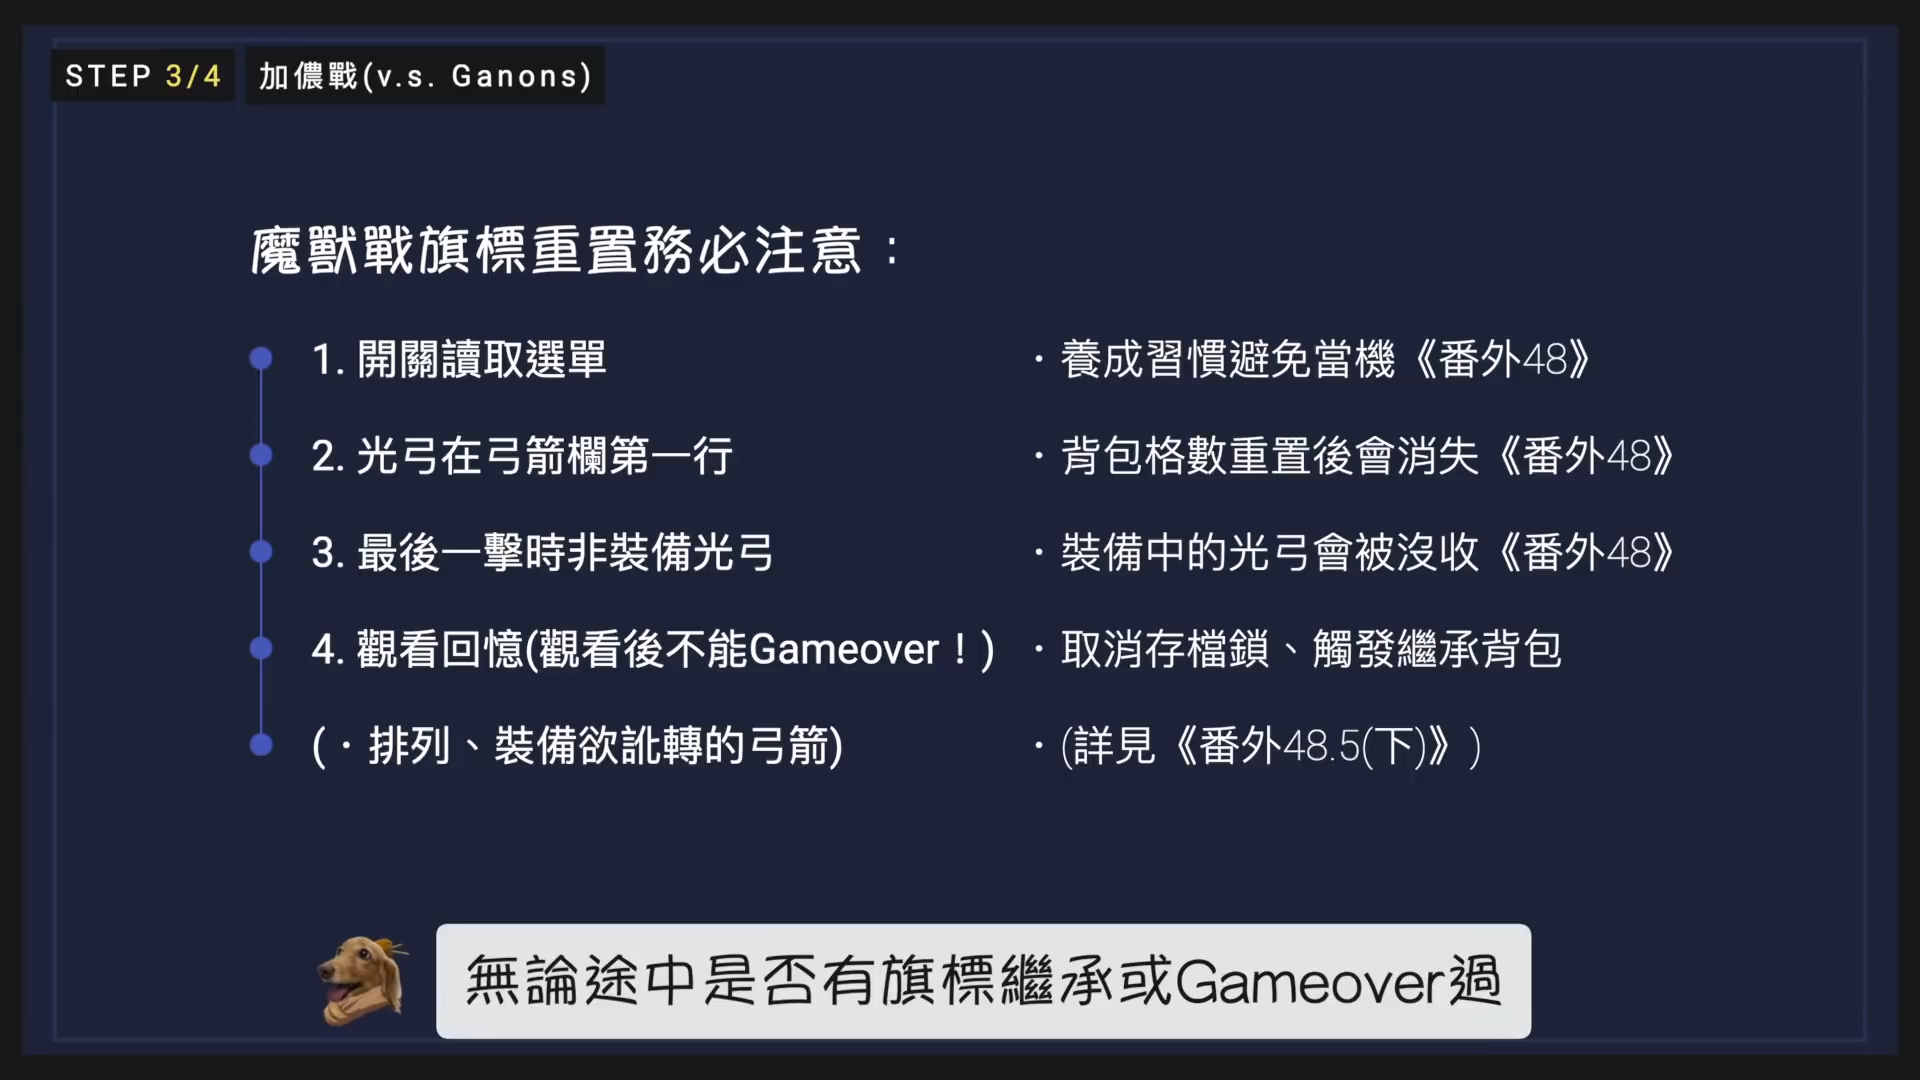 STEP 3/4 加儂戰(v.s. Ganons)
魔獸戰旗標重置務必注意：
1. 開關讀取選單 ・養成習慣避免當機《番外48》
2. 光弓在弓箭欄第一行 ・背包格數重置後會消失《番外48》
3. 最後一擊時非裝備光弓 ・裝備中的光弓會被沒收《番外48》
4. 觀看回憶(觀看後不能Gameover！) ・取消存檔鎖、觸發繼承背包
(・排列、裝備欲訛轉的弓箭) ・(詳見《番外48.5(下)》)
無論途中是否有旗標繼承或Gameover過